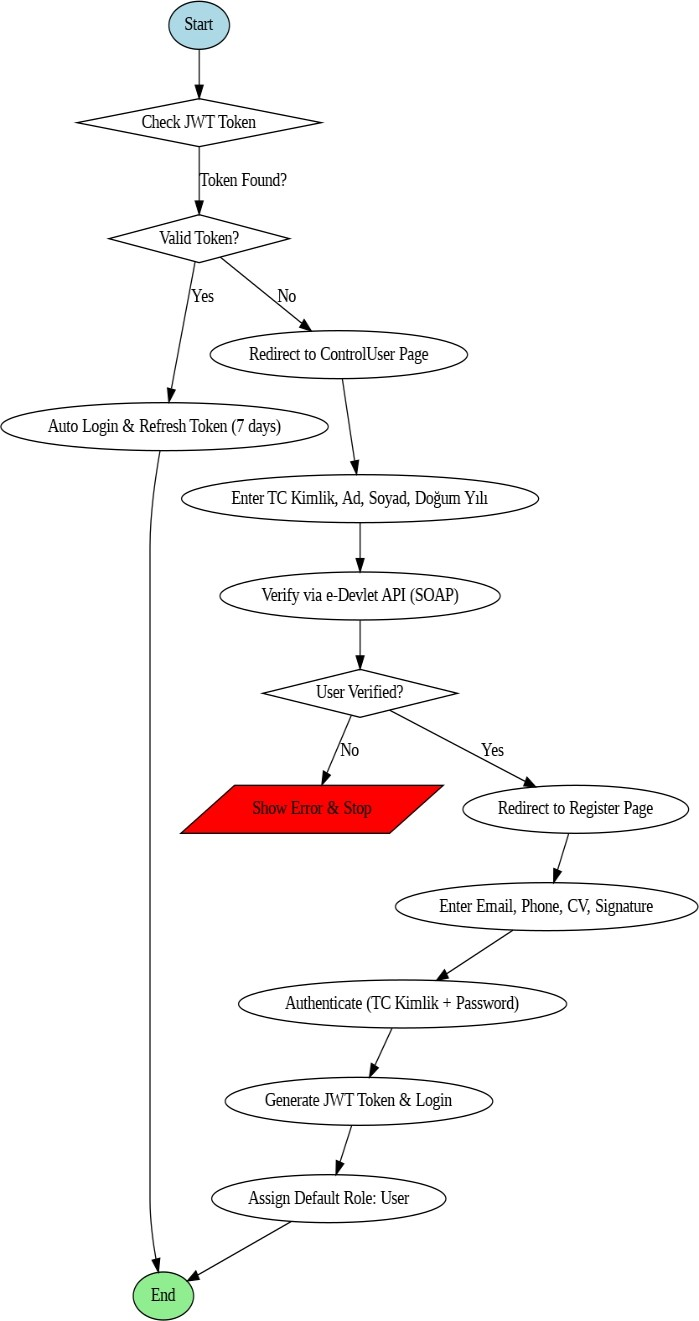 Start
Check JWT Token
Token Found?
Valid Token?
Yes
No
Redirect to ControlUser Page
Auto Login & Refresh Token (7 days)
Enter TC Kimlik, Ad, Soyad, Doğum Yılı
Verify via e-Devlet API (SOAP)
User Verified?
No
Yes
Show Error & Stop
Redirect to Register Page
Enter Email, Phone, CV, Signature
Authenticate (TC Kimlik + Password)
Generate JWT Token & Login
Assign Default Role: User
End